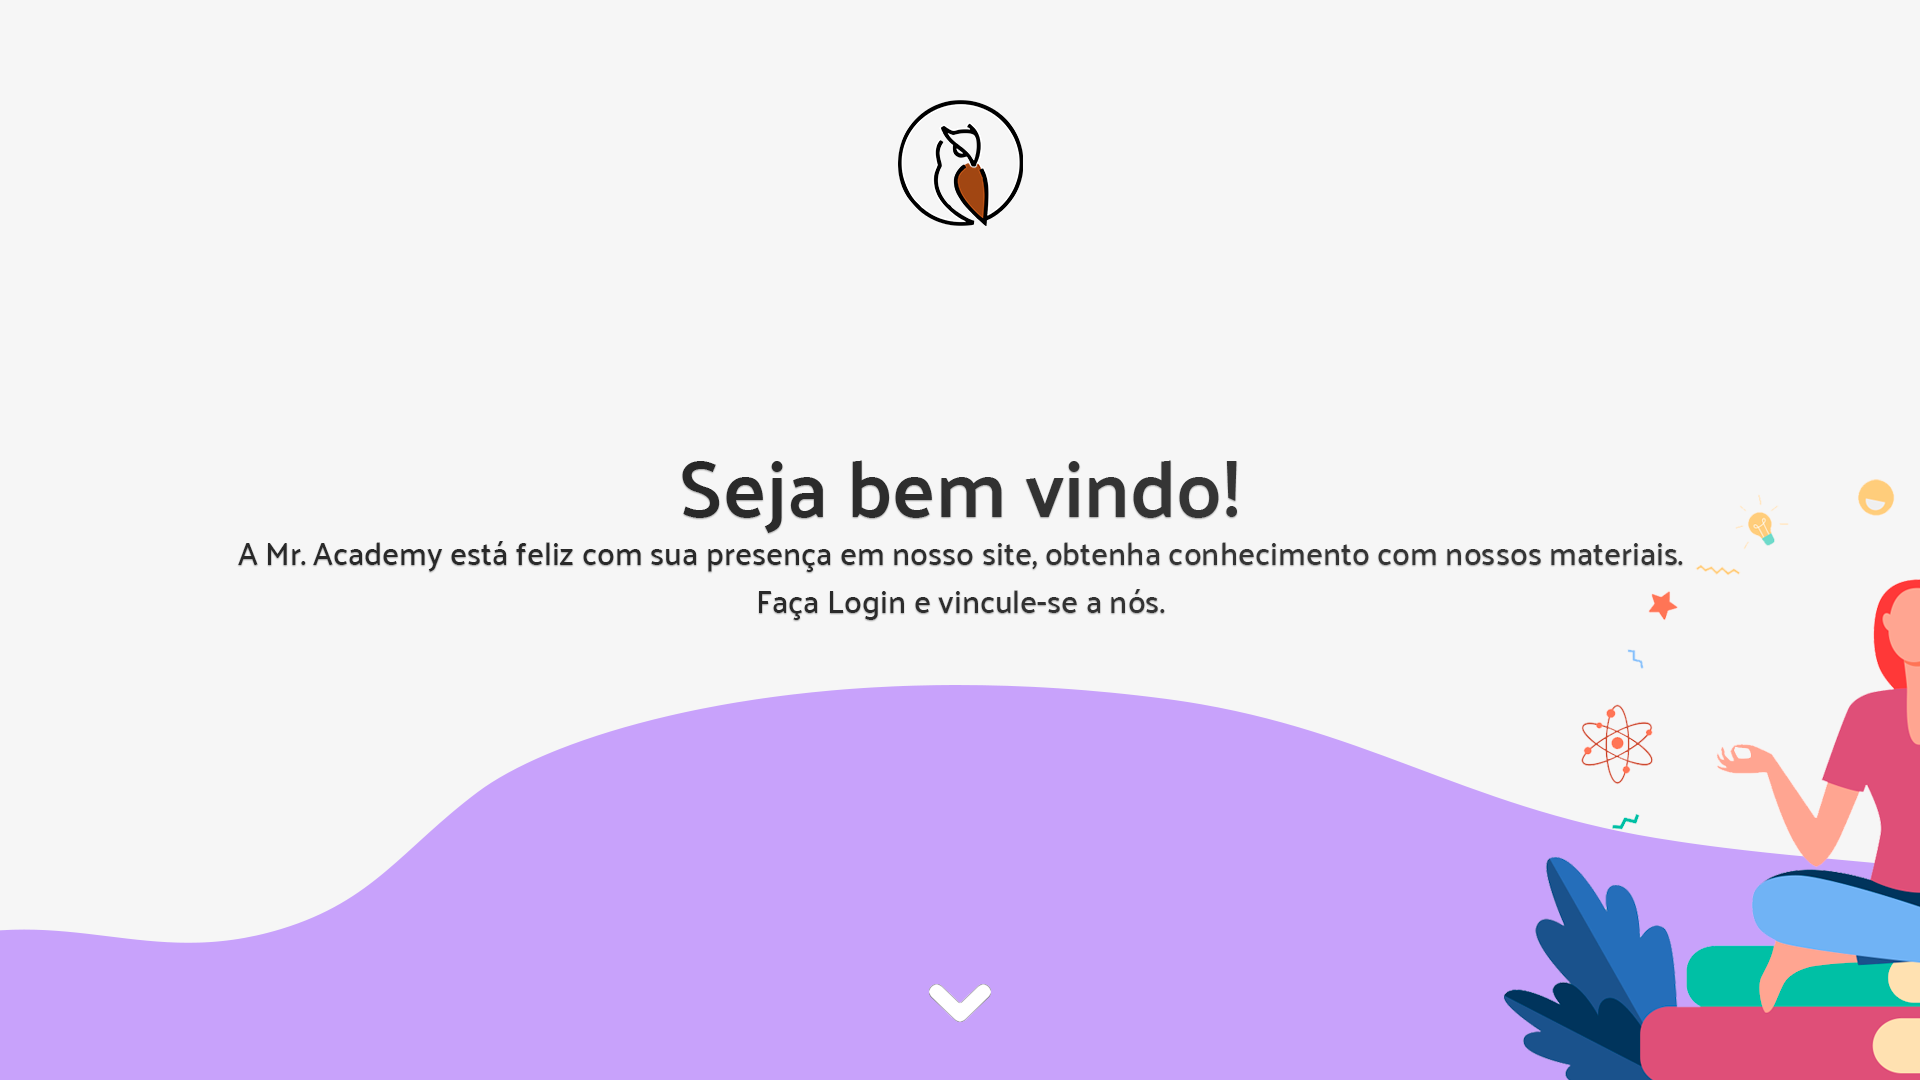 Seja bem vindo!
A Mr. Academy está feliz com sua presença em nosso site, obtenha conhecimento com nossos materiais.
Faça Login e vincule-se a nós.